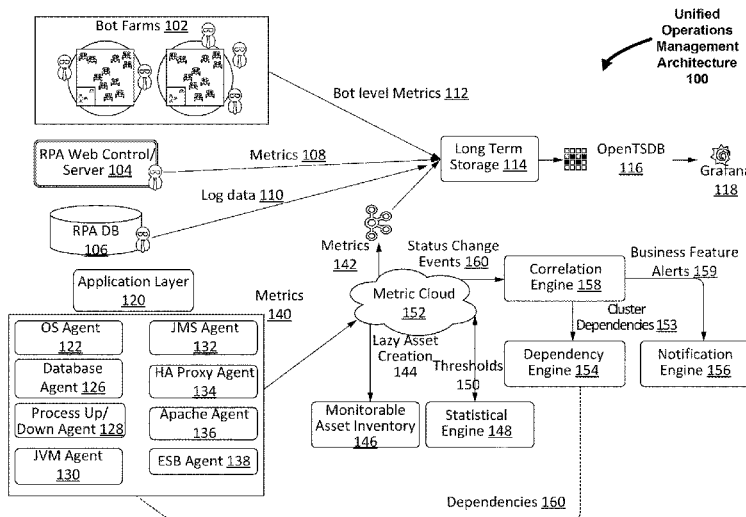 Bot Farms 102
Unified
Operations
Management
Architecture
100
Bot level Metrics 112
RPA Web Control/
Server 104
Metrics 108
Long Term
Storage 114
OpenTSDB
116
Grafana
118
Log data 110
RPA DB
106
Metrics
142
Status Change
Events 160
Business Feature
Alerts 159
Application Layer
120
Metrics
140
Metric Cloud
152
Correlation
Engine 158
Cluster
Dependencies 153
OS Agent
122
JMS Agent
132
Lazy Asset
Creation
144
Thresholds
150
Dependency
Engine 154
Notification
Engine 156
Database
Agent 126
HA Proxy Agent
134
Process Up/
Down Agent 128
Apache Agent
136
Monitorable
Asset Inventory
146
Statistical
Engine 148
JVM Agent
130
ESB Agent 138
Dependencies 160